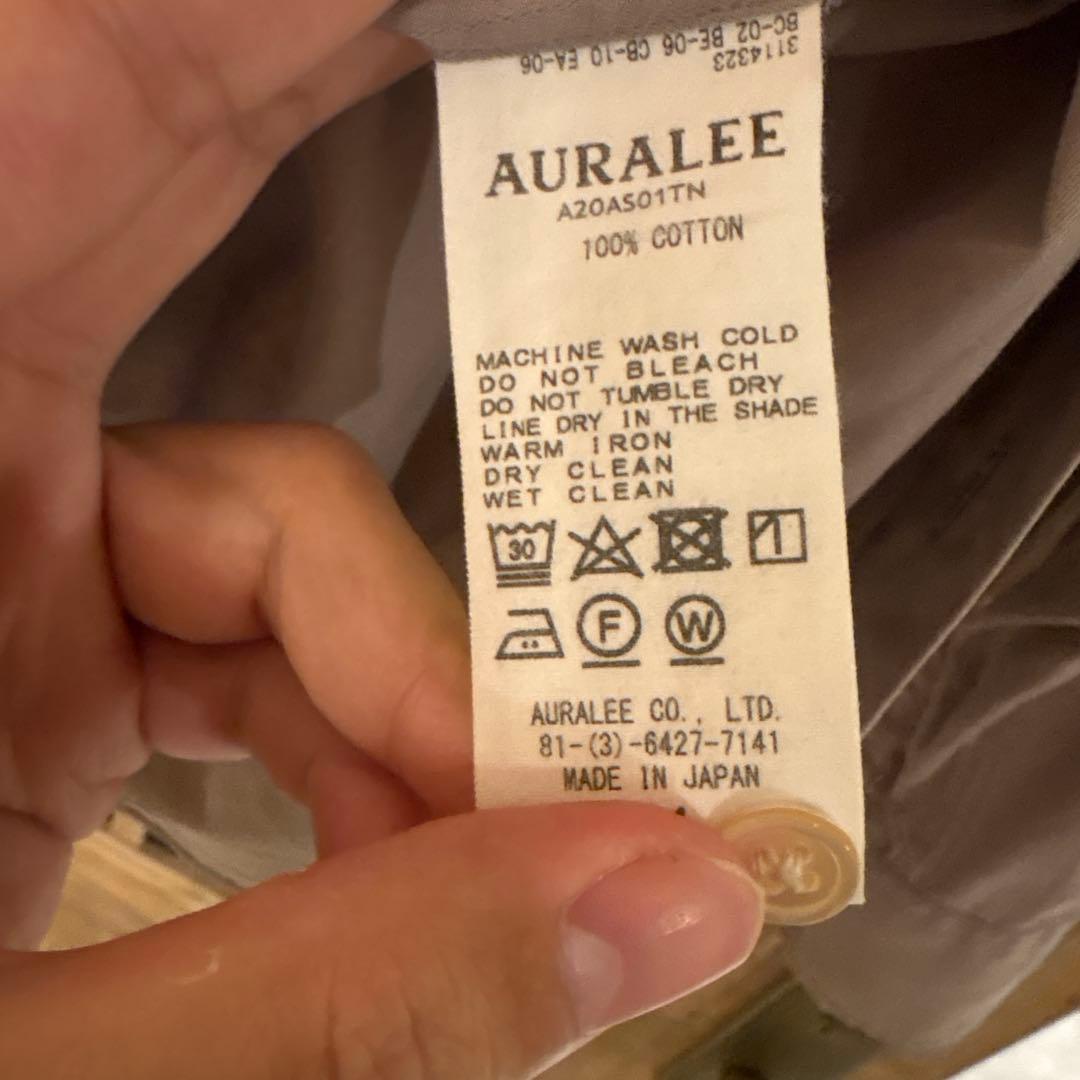 3114323
BC-02 BE-06 CB-10 EA-06
AURALEE
A20AS01TN
100% COTTON
MACHINE WASH COLD
DO NOT BLEACH
DO NOT TUMBLE DRY
LINE DRY IN THE SHADE
WARM IRON
DRY CLEAN
WET CLEAN
30
F W
AURALEE CO., LTD.
81-(3)-6427-7141
MADE IN JAPAN